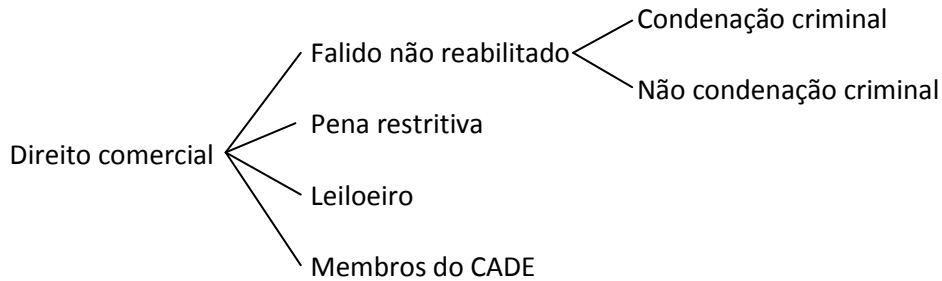 Direito comercial
Falido não reabilitado
Condenação criminal
Não condenação criminal
Pena restritiva
Leiloeiro
Membros do CADE